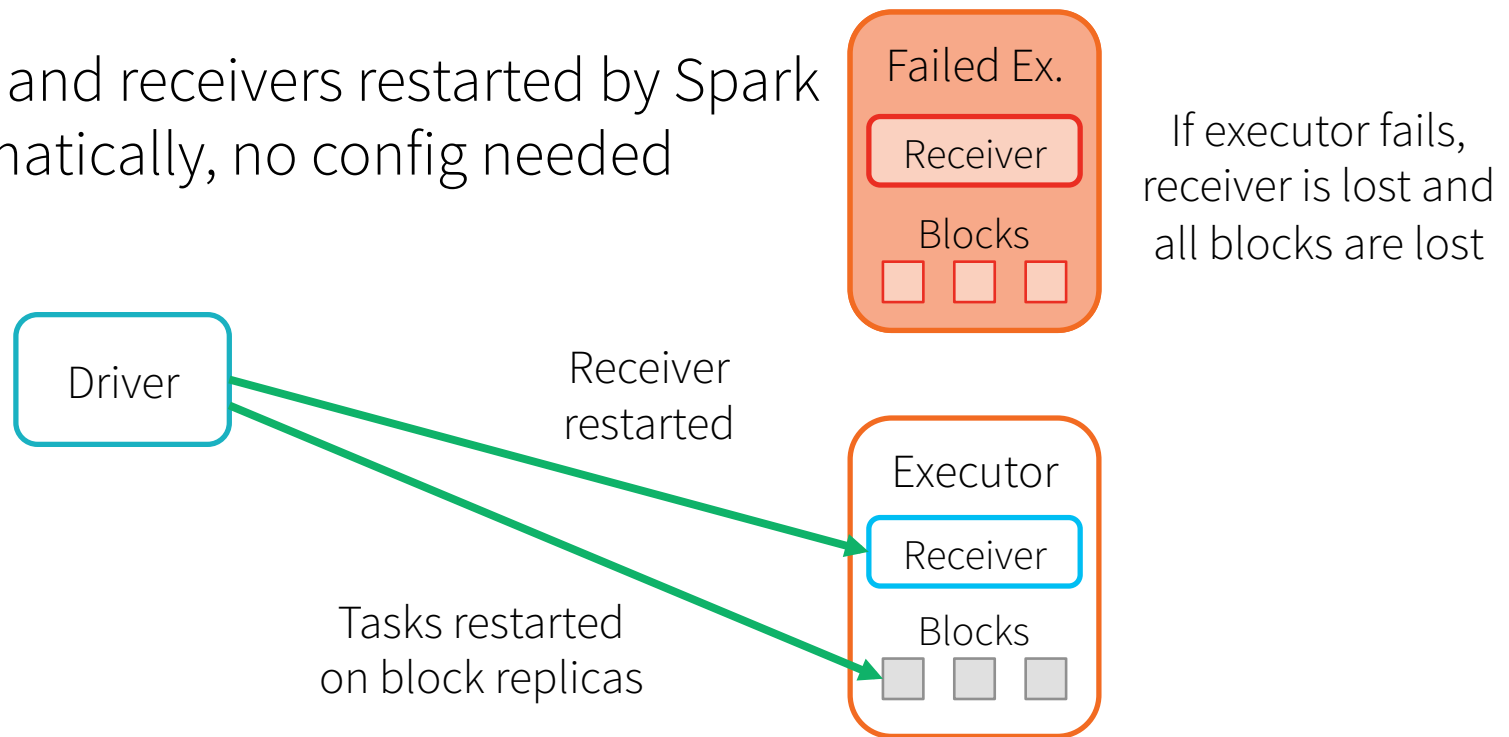 and receivers restarted by Spark
matically, no config needed
Failed Ex.
Receiver
Blocks
If executor fails,
receiver is lost and
all blocks are lost
Driver
Receiver
restarted
Executor
Receiver
Blocks
Tasks restarted
on block replicas